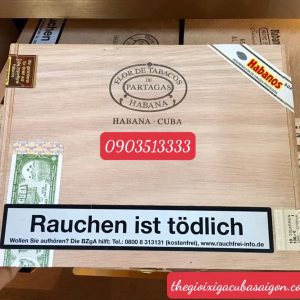 Habanos
FLOR DE TABACOS
DE
PARTAGAS
HABANA
HABANA - CUBA
0903513333
Rauchen ist tödlich
Wollen Sie aufhören? Die BZgA hilft: Tel.: 0800 8 313131 (kostenfrei), www.rauchfrei-info.de
thegioixigacubasaigon.com